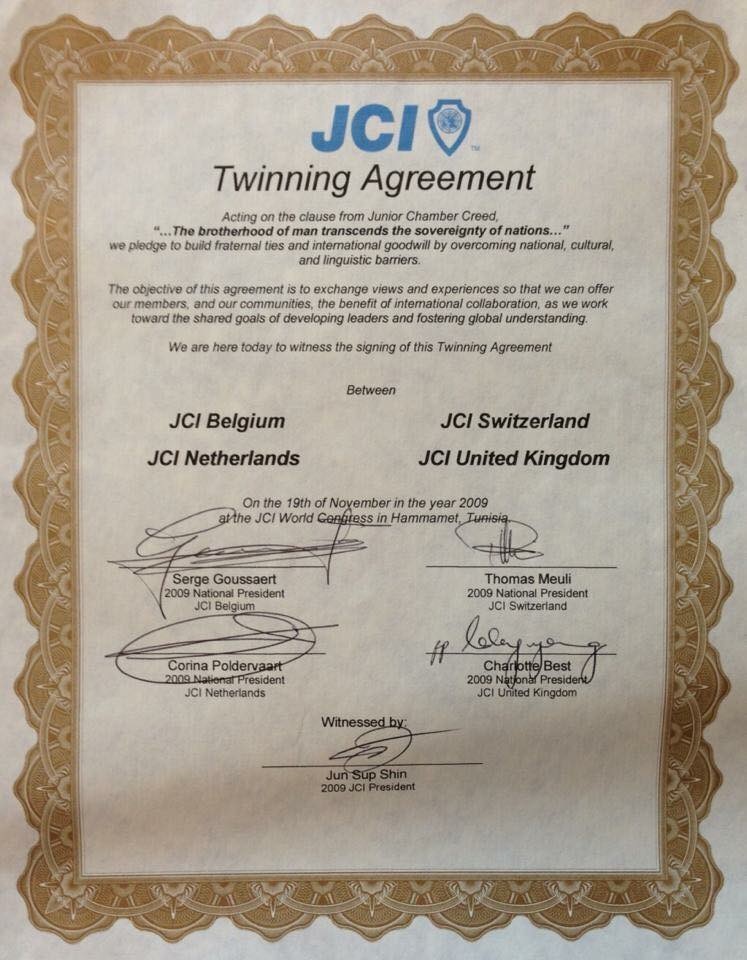 JCI
TM
Twinning Agreement
Acting on the clause from Junior Chamber Creed,
“...The brotherhood of man transcends the sovereignty of nations...”
we pledge to build fraternal ties and international goodwill by overcoming national, cultural,
and linguistic barriers.
The objective of this agreement is to exchange views and experiences so that we can offer
our members, and our communities, the benefit of international collaboration, as we work
toward the shared goals of developing leaders and fostering global understanding.
We are here today to witness the signing of this Twinning Agreement
Between
JCI Belgium
JCI Switzerland
JCI Netherlands
JCI United Kingdom
On the 19th of November in the year 2009
at the JCI World Congress in Hammamet, Tunisia.
Serge Goussaert
2009 National President
JCI Belgium
Thomas Meuli
2009 National President
JCI Switzerland
Corina Poldervaart
2009 National President
JCI Netherlands
pp
Charlotte Best
2009 National President
JCI United Kingdom
Witnessed by:
Jun Sup Shin
2009 JCI President